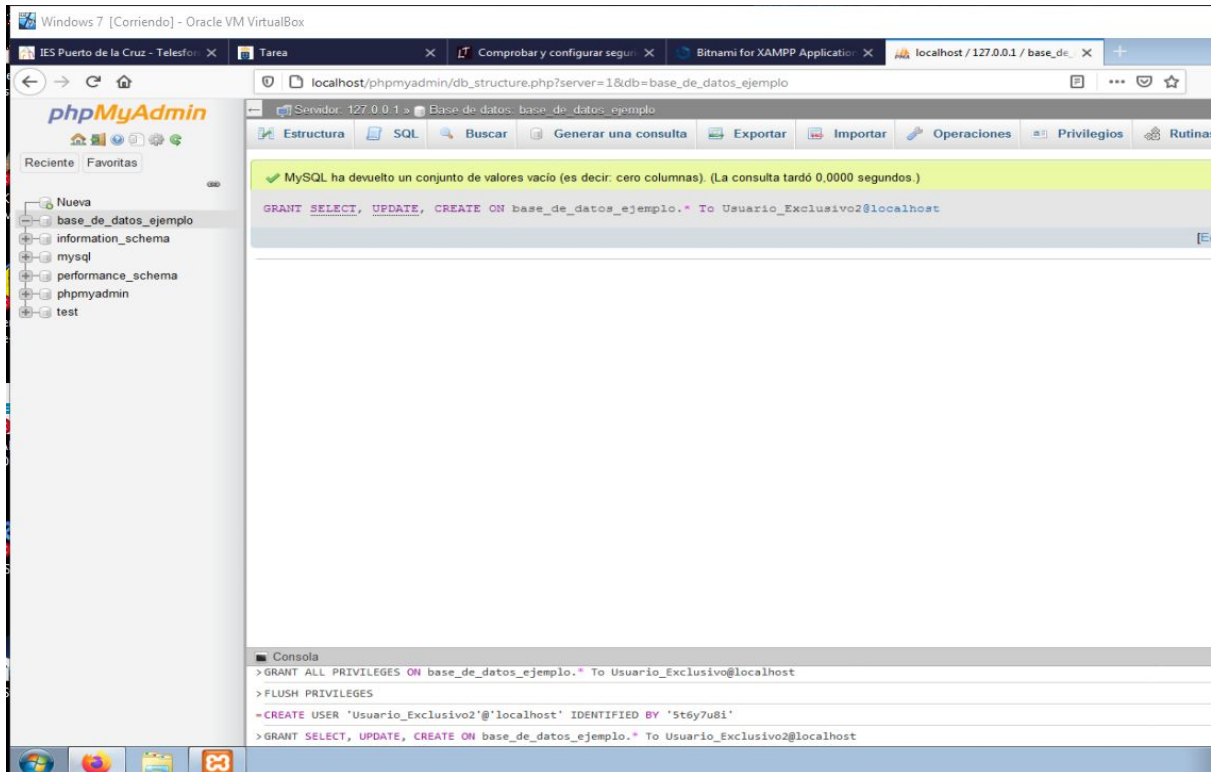 Windows 7 [Corriendo] - Oracle VM VirtualBox
IES Puerto de la Cruz - Telesfor
Tarea
Comprobar y configurar segur
Bitnami for XAMPP Application
localhost / 127.0.0.1 / base_de_
localhost/phpmyadmin/db_structure.php?server=1&db=base_de_datos_ejemplo
phpMyAdmin
Reciente Favoritas
Nueva
base_de_datos_ejemplo
information_schema
mysql
performance_schema
phpmyadmin
test
Servidor: 127.0.0.1 » Base de datos: base_de_datos_ejemplo
Estructura SQL Buscar Generar una consulta Exportar Importar Operaciones Privilegios Rutinas
MySQL ha devuelto un conjunto de valores vacío (es decir: cero columnas). (La consulta tardó 0,0000 segundos.)
GRANT SELECT, UPDATE, CREATE ON base_de_datos_ejemplo.* To Usuario_Exclusivo2@localhost
Consola
>GRANT ALL PRIVILEGES ON base_de_datos_ejemplo.* To Usuario_Exclusivo@localhost
>FLUSH PRIVILEGES
CREATE USER 'Usuario_Exclusivo2'@'localhost' IDENTIFIED BY '5t6y7u8i'
>GRANT SELECT, UPDATE, CREATE ON base_de_datos_ejemplo.* To Usuario_Exclusivo2@localhost